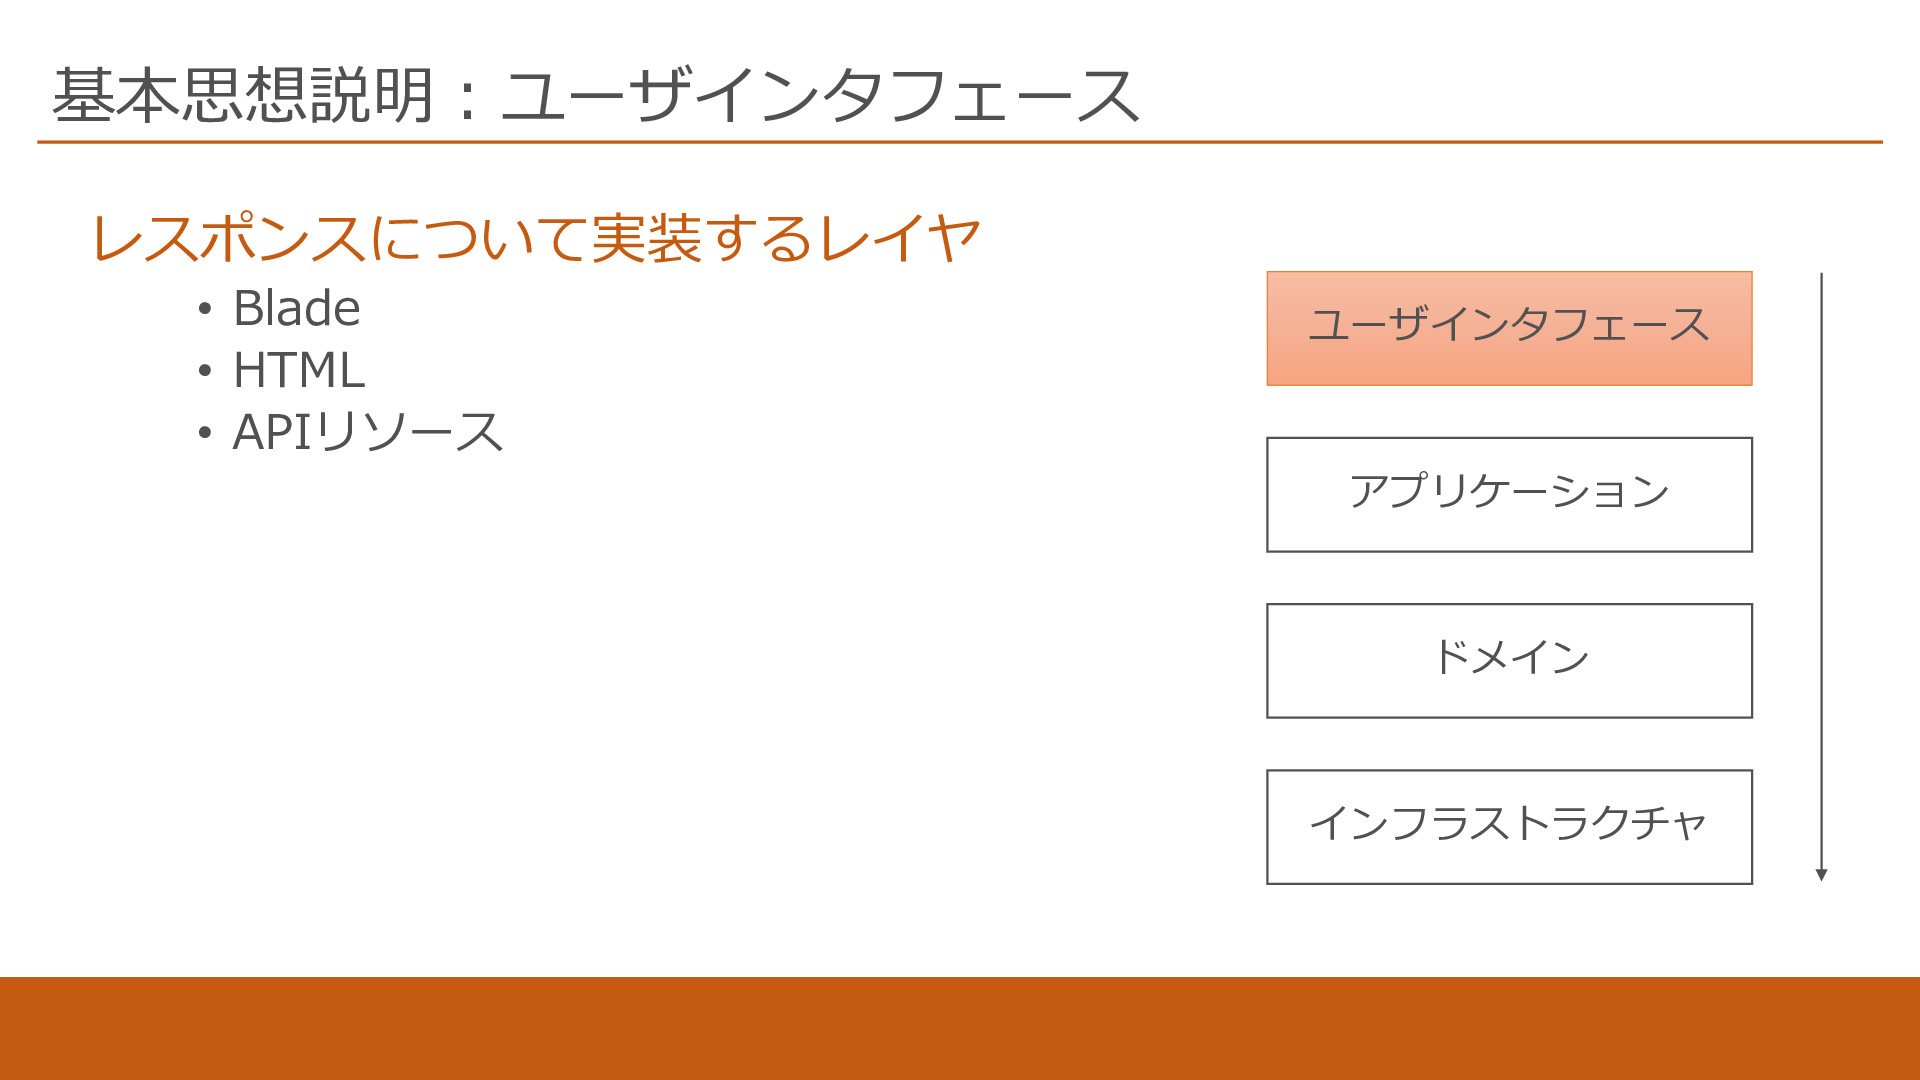 基本思想説明：ユーザインタフェース
レスポンスについて実装するレイヤ
• Blade
• HTML
• APIリソース
ユーザインタフェース
アプリケーション
ドメイン
インフラストラクチャ